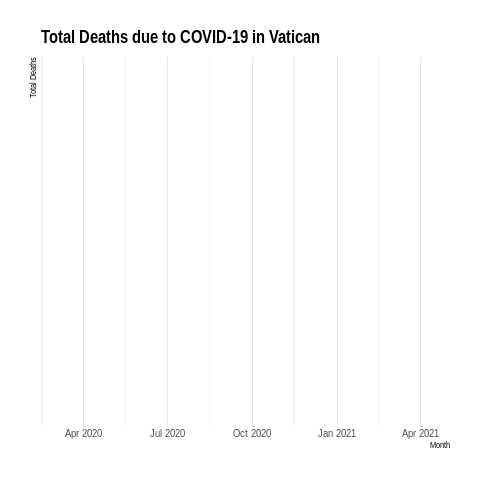 Total Deaths due to COVID-19 in Vatican
Total Deaths
Apr 2020 Jul 2020 Oct 2020 Jan 2021 Apr 2021
Month